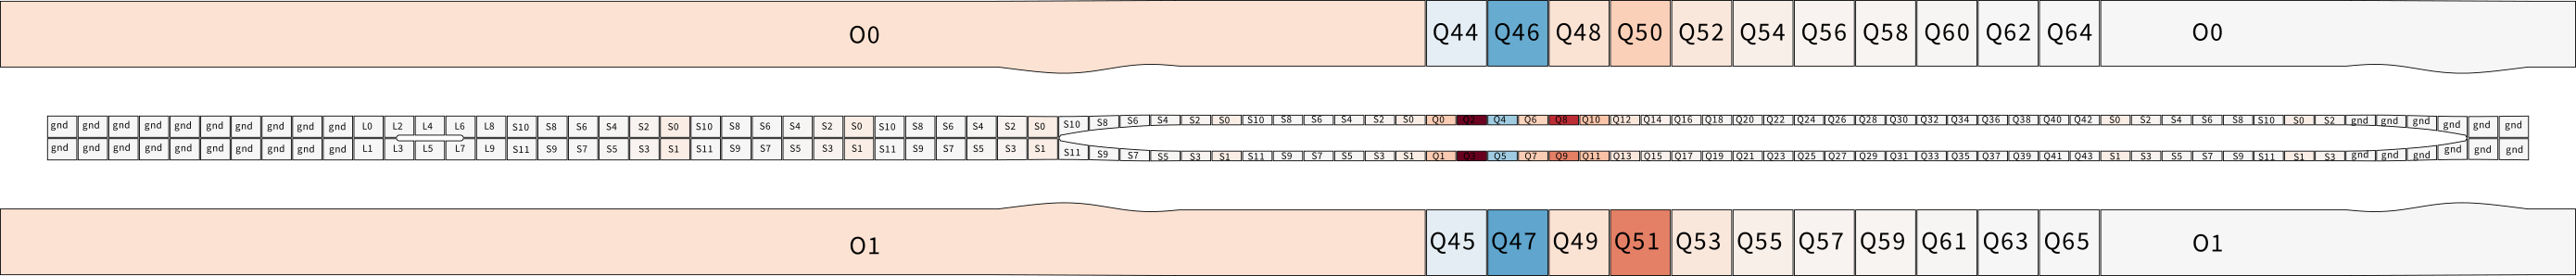 O0 Q44 Q46 Q48 Q50 Q52 Q54 Q56 Q58 Q60 Q62 Q64 O0
gnd gnd gnd gnd gnd gnd gnd gnd gnd gnd L0 L2 L4 L6 L8 S10 S8 S6 S4 S2 S0 S10 S8 S6 S4 S2 S0 S10 S8 S6 S4 S2 S0 S10 S8 S6 S4 S2 S0 S10 S8 S6 S4 S2 S0 Q0 Q2 Q4 Q6 Q8 Q10 Q12 Q14 Q16 Q18 Q20 Q22 Q24 Q26 Q28 Q30 Q32 Q34 Q36 Q38 Q40 Q42 S0 S2 S4 S6 S8 S10 S0 S2 gnd gnd gnd gnd gnd gnd
gnd gnd gnd gnd gnd gnd gnd gnd gnd gnd L1 L3 L5 L7 L9 S11 S9 S7 S5 S3 S1 S11 S9 S7 S5 S3 S1 S11 S9 S7 S5 S3 S1 S11 S9 S7 S5 S3 S1 S11 S9 S7 S5 S3 S1 Q1 Q3 Q5 Q7 Q9 Q11 Q13 Q15 Q17 Q19 Q21 Q23 Q25 Q27 Q29 Q31 Q33 Q35 Q37 Q39 Q41 Q43 S1 S3 S5 S7 S9 S11 S1 S3 gnd gnd gnd gnd gnd gnd
O1 Q45 Q47 Q49 Q51 Q53 Q55 Q57 Q59 Q61 Q63 Q65 O1